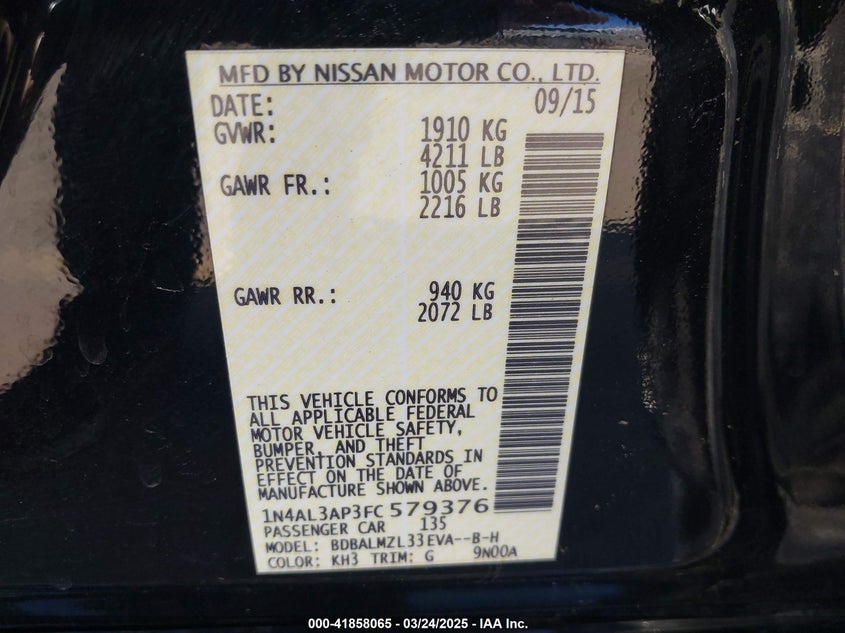 MFD BY NISSAN MOTOR CO., LTD.
DATE: 09/15
GVWR: 1910 KG
4211 LB
GAWR FR.: 1005 KG
2216 LB
GAWR RR.: 940 KG
2072 LB
THIS VEHICLE CONFORMS TO
ALL APPLICABLE FEDERAL
MOTOR VEHICLE SAFETY,
BUMPER, AND THEFT
PREVENTION STANDARDS IN
EFFECT ON THE DATE OF
MANUFACTURE SHOWN ABOVE.
1N4AL3AP3FC579376
PASSENGER CAR 135
MODEL: BDBALMZL33EVA--B-H
COLOR: KH3 TRIM: G 9N00A
000-41858065 - 03/24/2025 - IAA Inc.